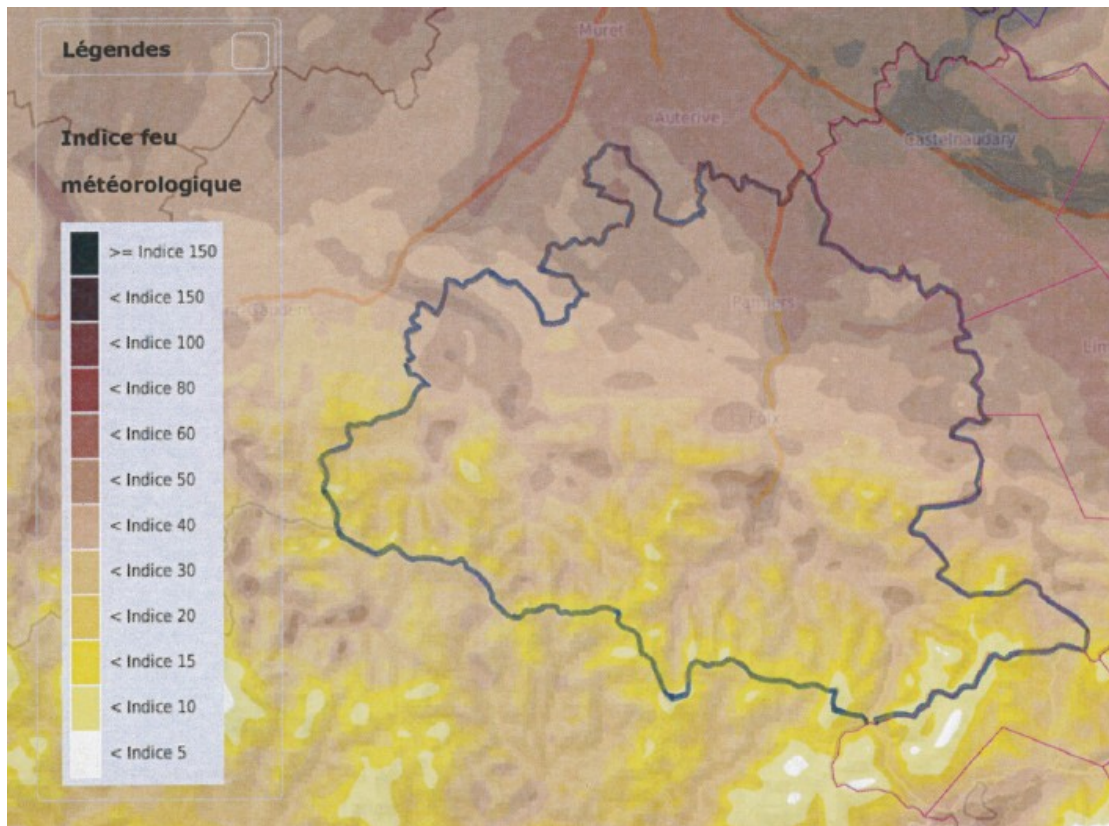 Légendes
Indice feu
météorologique
>= Indice 150
< Indice 150
< Indice 100
< Indice 80
< Indice 60
< Indice 50
< Indice 40
< Indice 30
< Indice 20
< Indice 15
< Indice 10
< Indice 5
Muret
Auterive
Castelnaudary
Pamiers
Foix
Lim